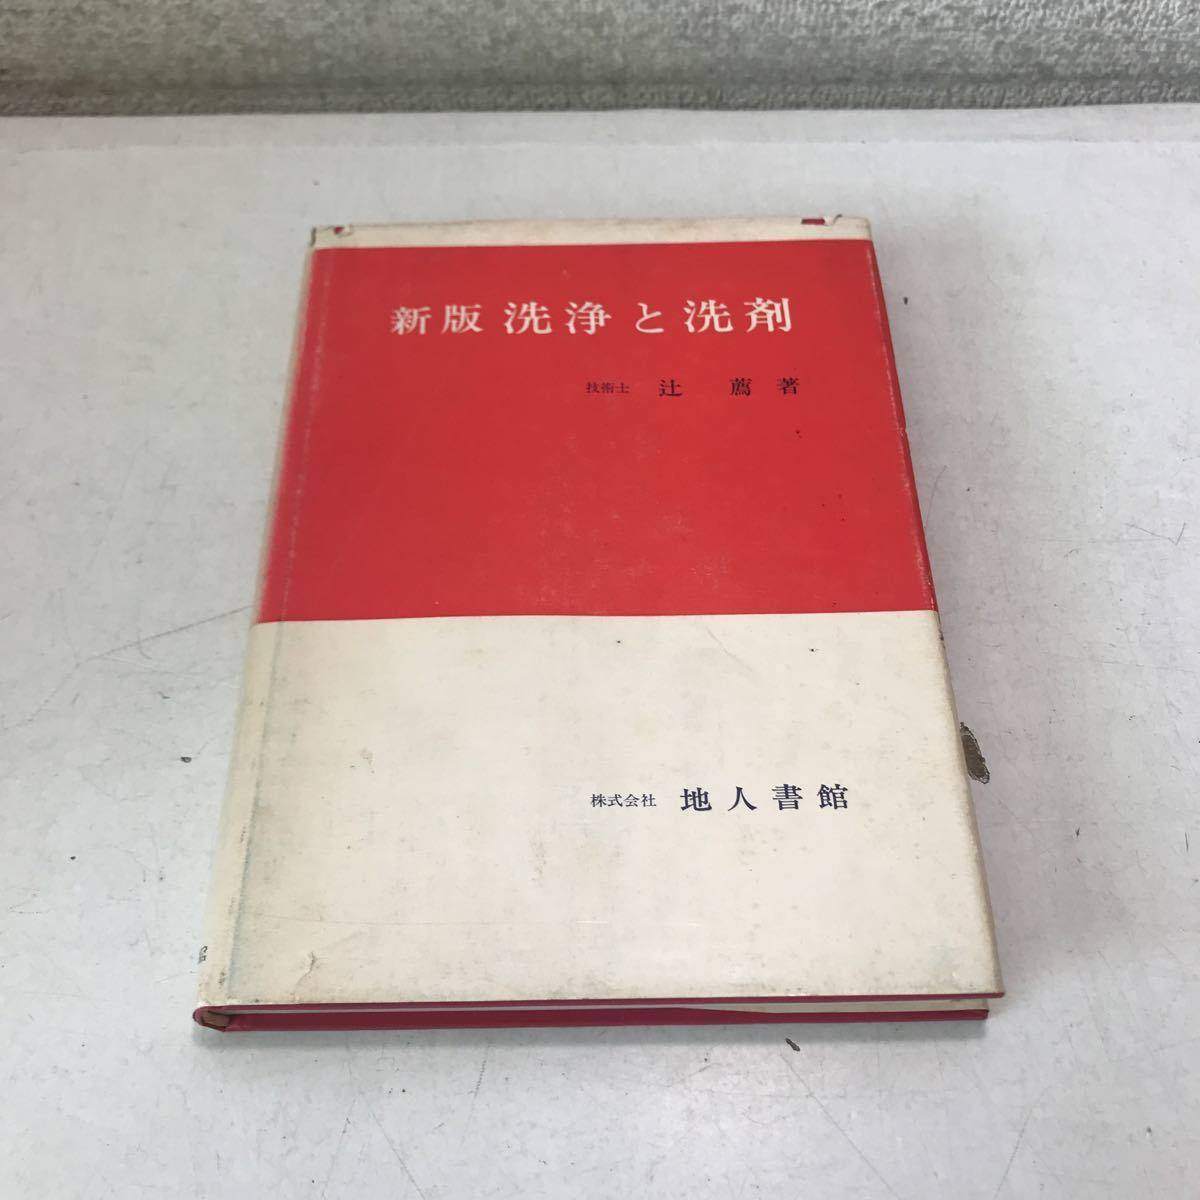 新版 洗浄と洗剤
技術士 辻 薦 著
株式会社 地人書館
館